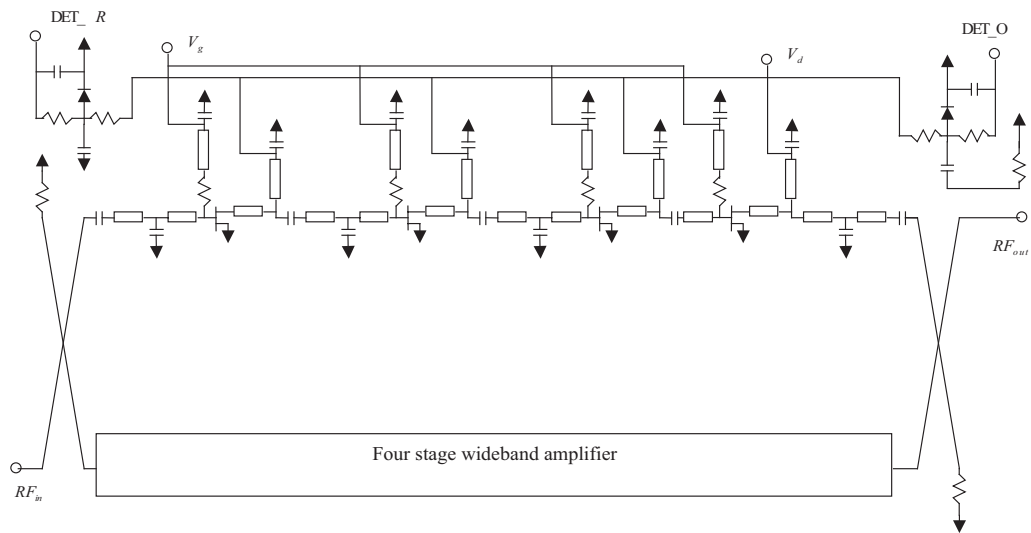 DET_ R
DET_O
V_g
V_d
RF_out
Four stage wideband amplifier
RF_in